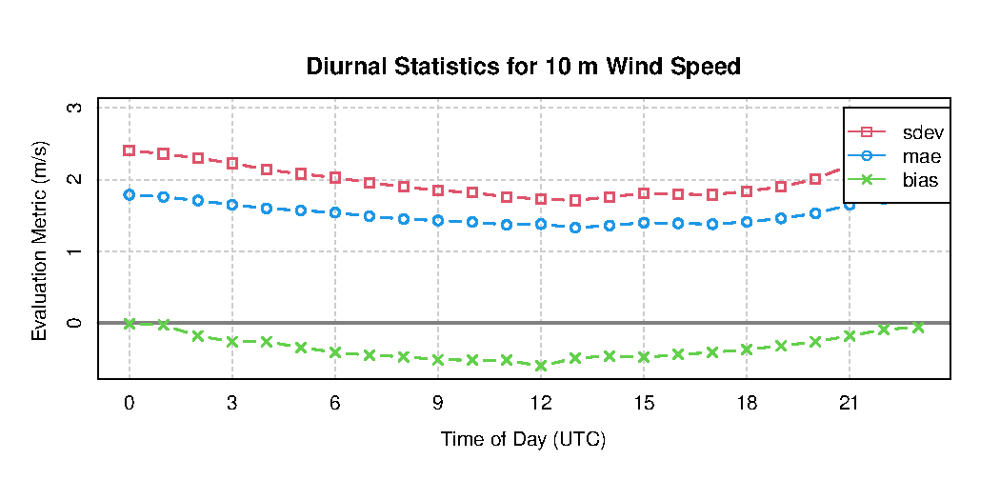 Diurnal Statistics for 10 m Wind Speed
Evaluation Metric (m/s)
3
2
1
0
sdev
mae
bias
0 3 6 9 12 15 18 21
Time of Day (UTC)